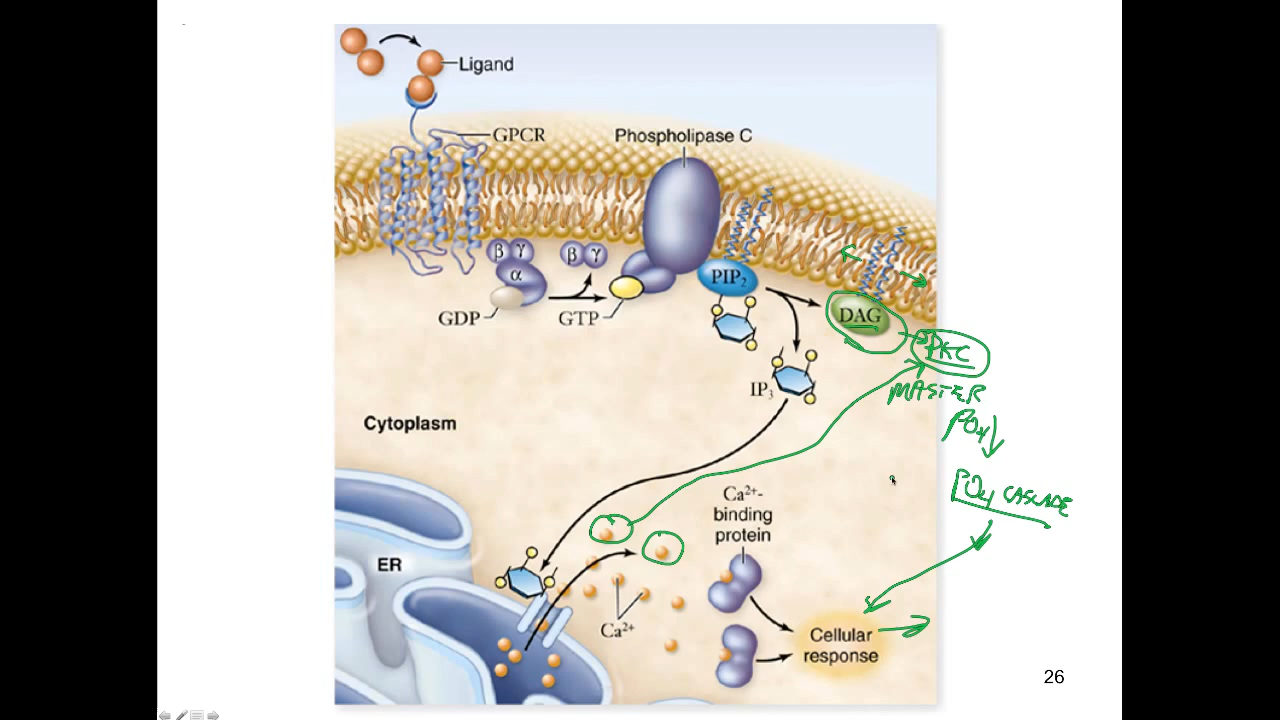 Ligand
GPCR
Phospholipase C
β γ
β γ
α
PIP₂
GDP
GTP
DAG
PKC
IP₃
MASTER
PO4
Cytoplasm
PO4 CASCADE
Ca²⁺-
binding
protein
ER
Ca²⁺
Cellular
response
26